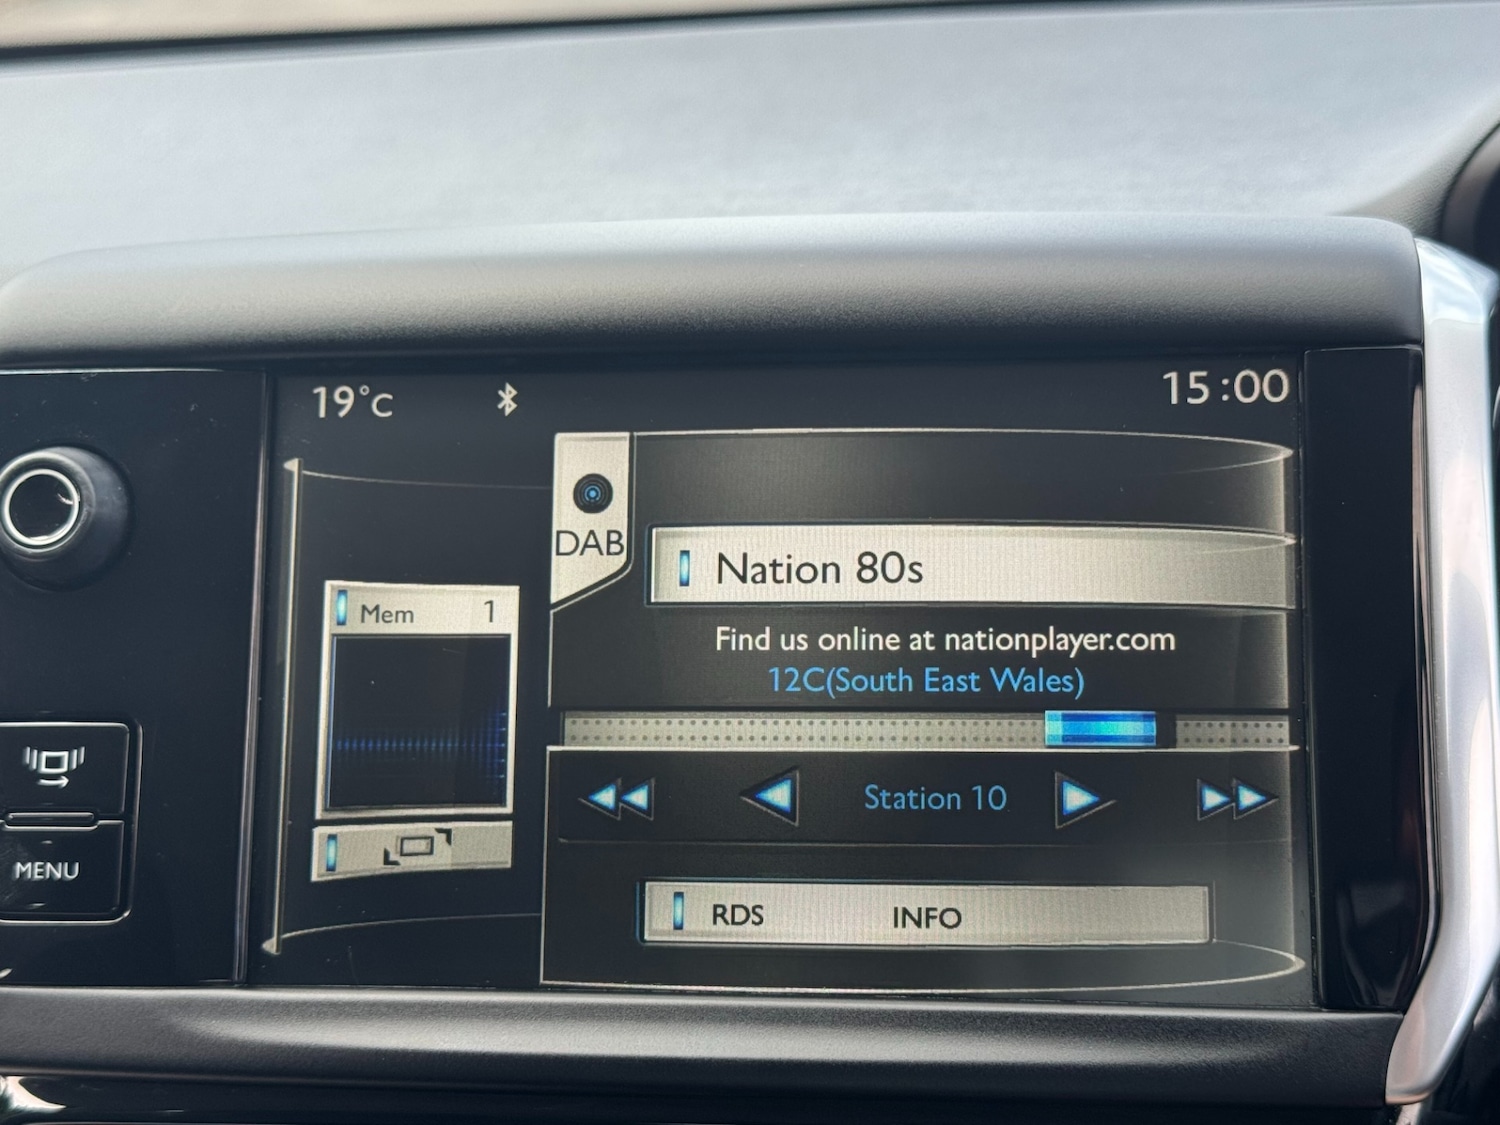 19°C
15:00
DAB
Nation 80s
Mem 1
Find us online at nationplayer.com
12C(South East Wales)
Station 10
MENU
RDS INFO